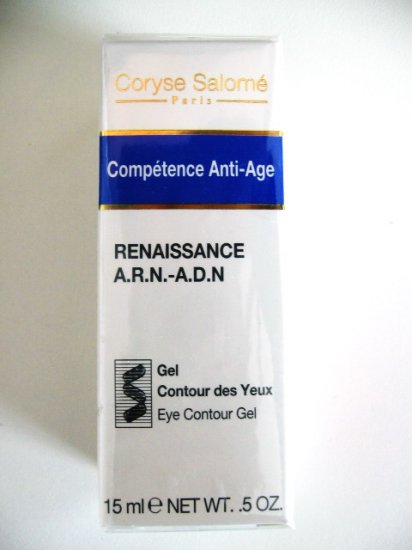 Coryse Salomé
Paris
Compétence Anti-Age
RENAISSANCE
A.R.N.-A.D.N
Gel
Contour des Yeux
Eye Contour Gel
15 ml ℮ NET WT. .5 OZ.